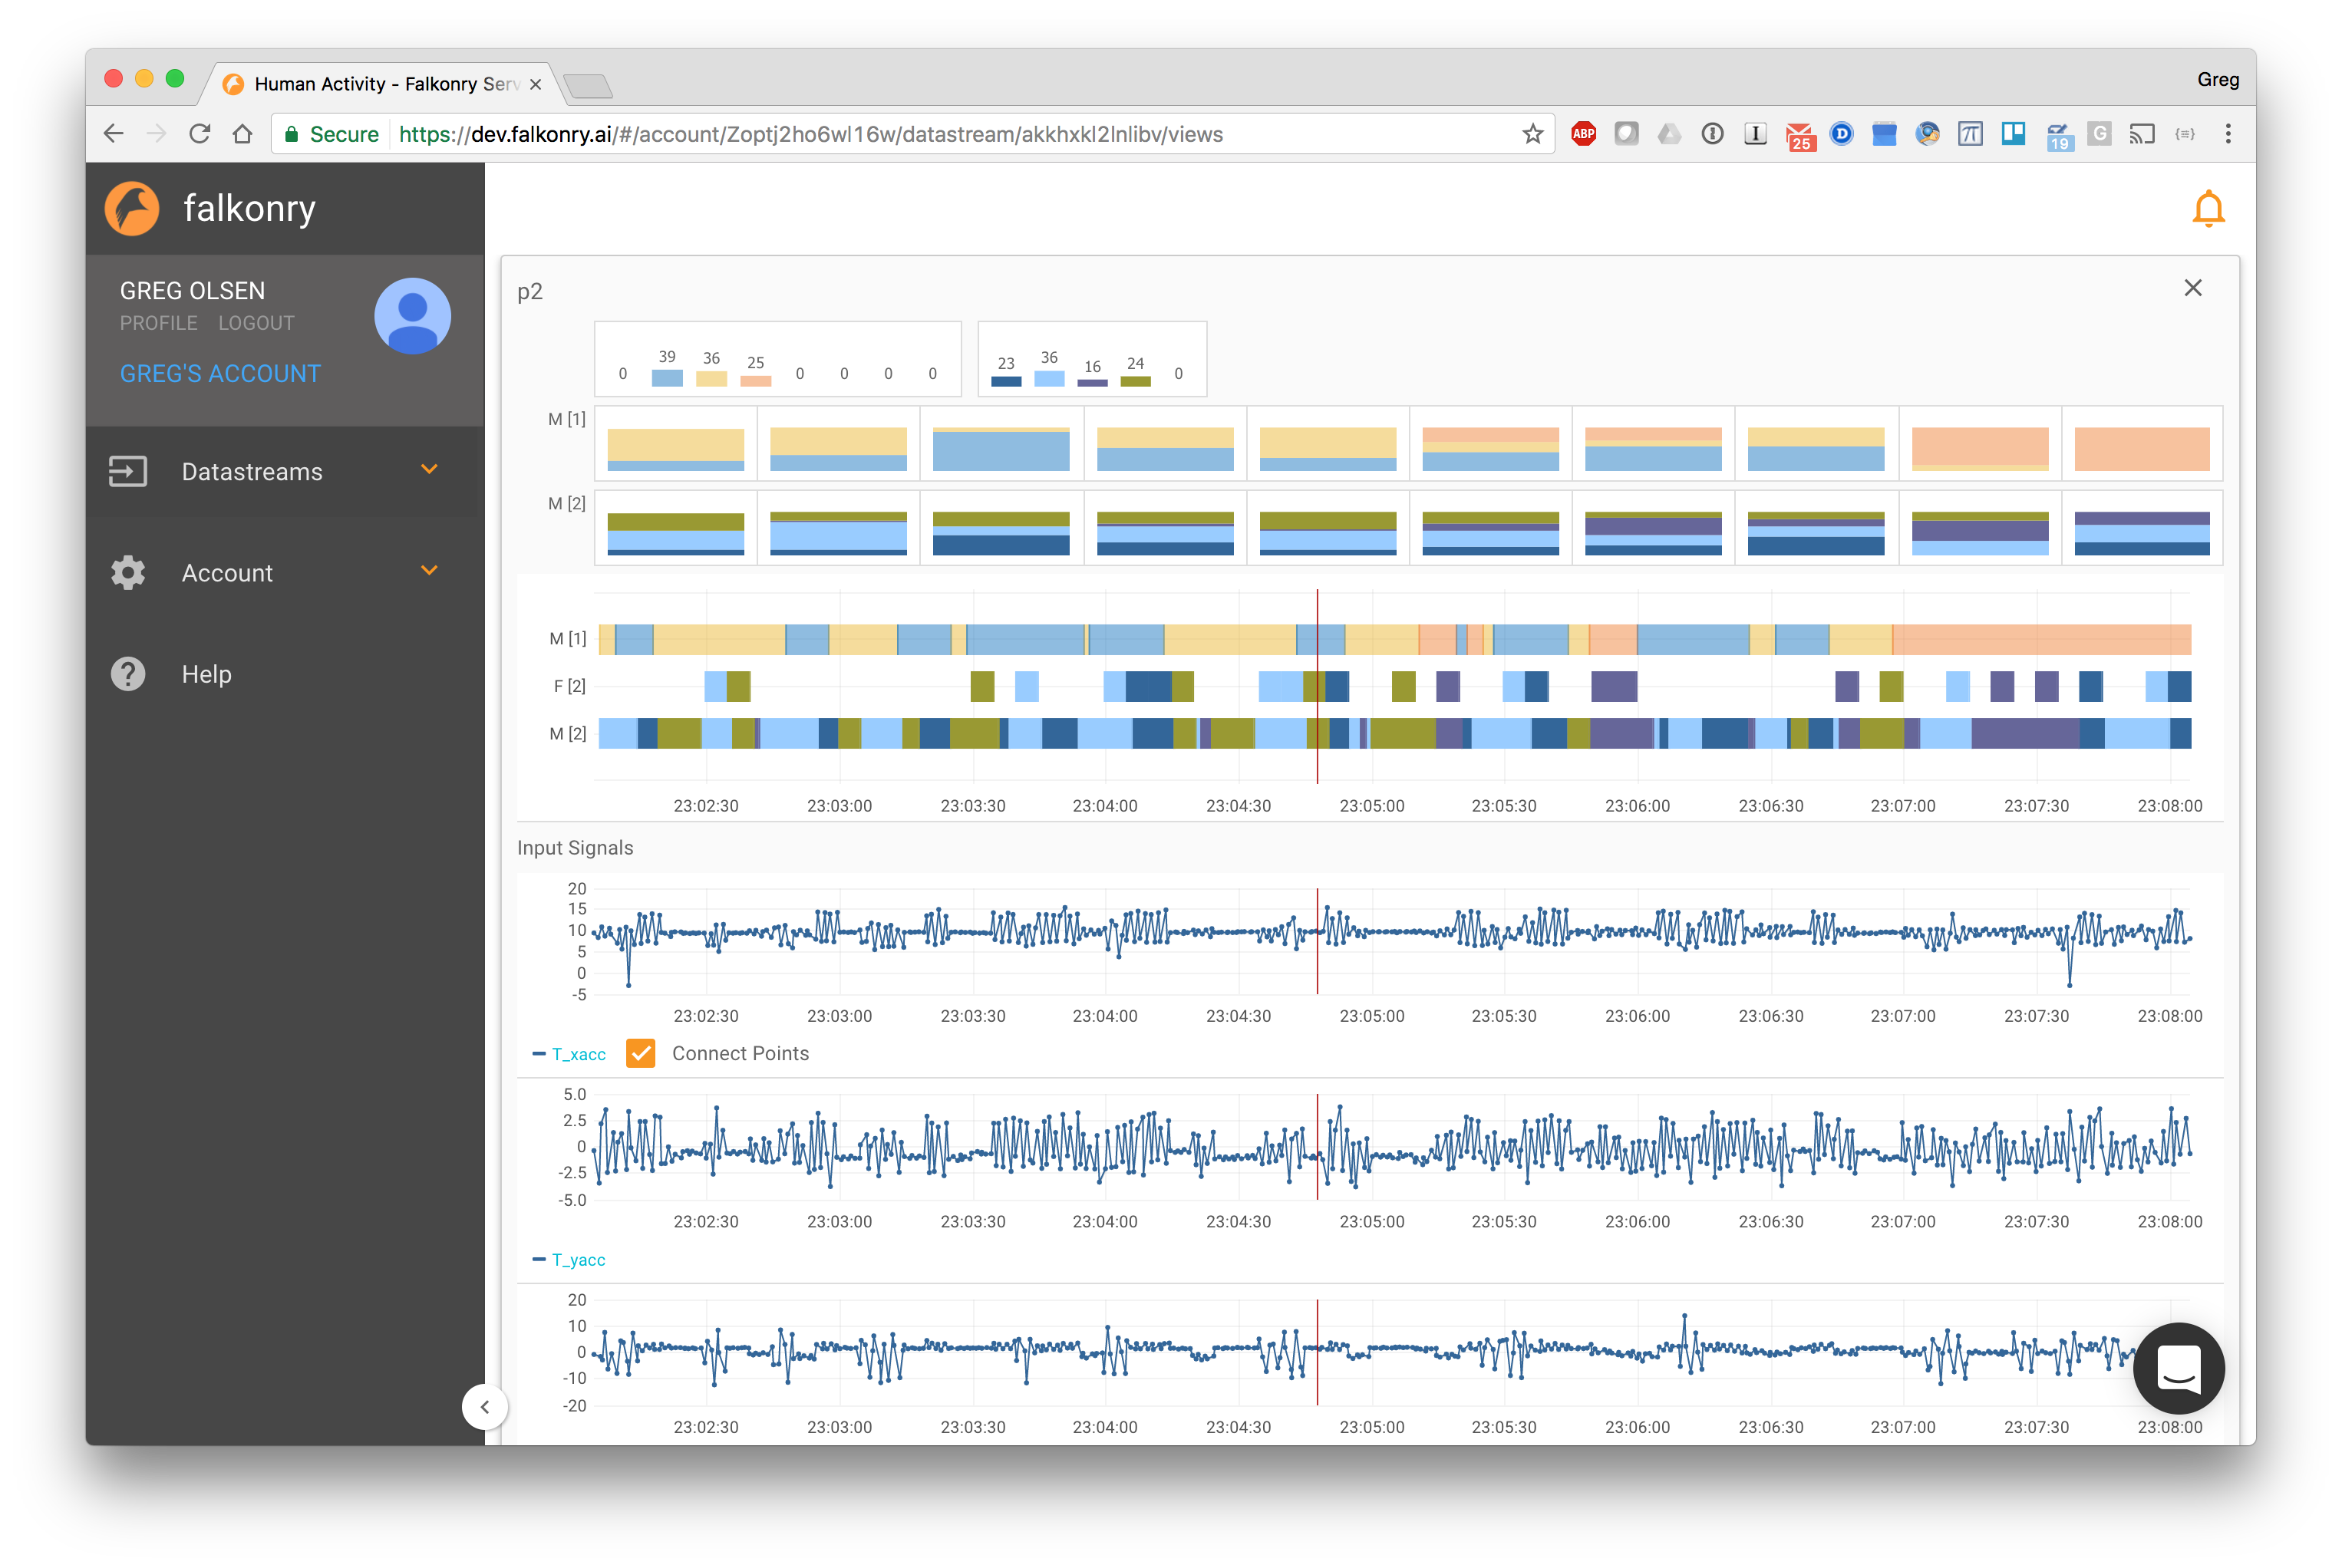 Human Activity - Falkonry Serv
Greg
Secure https://dev.falkonry.ai/#/account/Zoptj2ho6wl16w/datastream/akkhxkl2lnlibv/views
ABP 25 D 19 G
falkonry
GREG OLSEN
PROFILE LOGOUT
GREG'S ACCOUNT
Datastreams
Account
Help
p2
0 39 36 25 0 0 0 0
23 36 16 24 0
M [1]
M [2]
M [1]
F [2]
M [2]
23:02:30 23:03:00 23:03:30 23:04:00 23:04:30 23:05:00 23:05:30 23:06:00 23:06:30 23:07:00 23:07:30 23:08:00
Input Signals
20
15
10
5
0
-5
23:02:30 23:03:00 23:03:30 23:04:00 23:04:30 23:05:00 23:05:30 23:06:00 23:06:30 23:07:00 23:07:30 23:08:00
T_xacc Connect Points
5.0
2.5
0
-2.5
-5.0
23:02:30 23:03:00 23:03:30 23:04:00 23:04:30 23:05:00 23:05:30 23:06:00 23:06:30 23:07:00 23:07:30 23:08:00
T_yacc
20
10
0
-10
-20
23:02:30 23:03:00 23:03:30 23:04:00 23:04:30 23:05:00 23:05:30 23:06:00 23:06:30 23:07:00 23:07:30 23:08:00